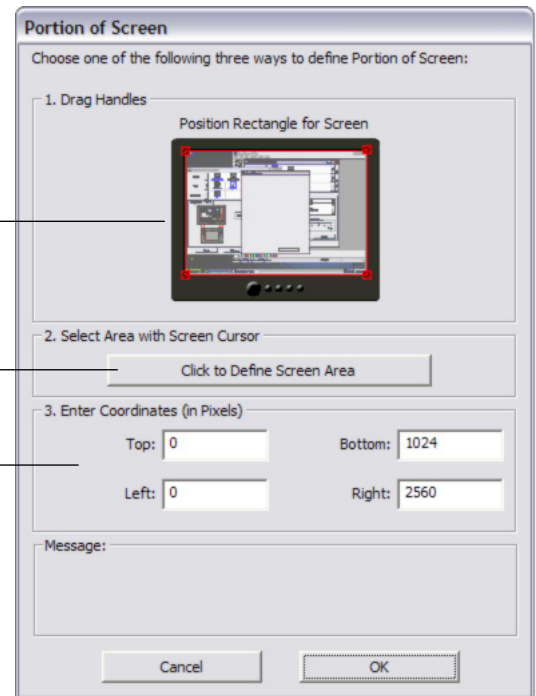 Portion of Screen
Choose one of the following three ways to define Portion of Screen:
1. Drag Handles
Position Rectangle for Screen
2. Select Area with Screen Cursor
Click to Define Screen Area
3. Enter Coordinates (in Pixels)
Top: 0 Bottom: 1024
Left: 0 Right: 2560
Message:
Cancel OK